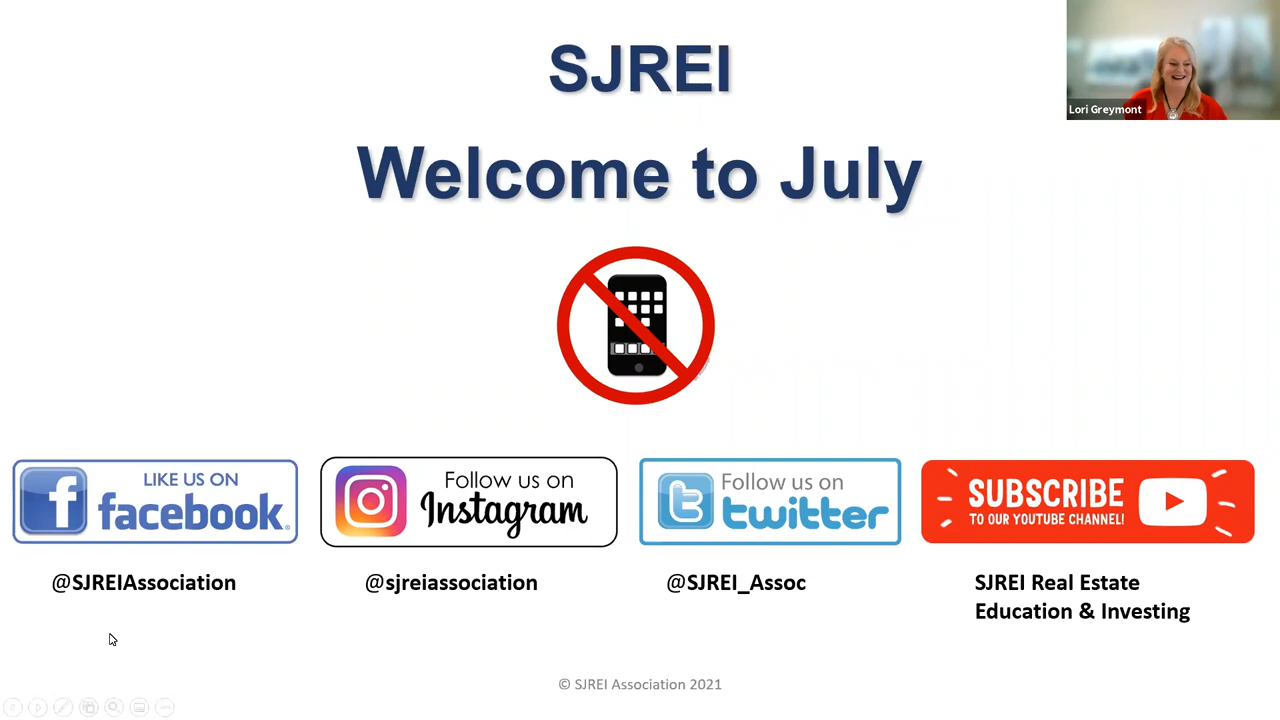 SJREI
Lori Greymont
Welcome to July
LIKE US ON
facebook
Follow us on
Instagram
Follow us on
twitter
SUBSCRIBE
TO OUR YOUTUBE CHANNEL!
@SJREIAssociation
@sjreiassociation
@SJREI_Assoc
SJREI Real Estate
Education & Investing
© SJREI Association 2021